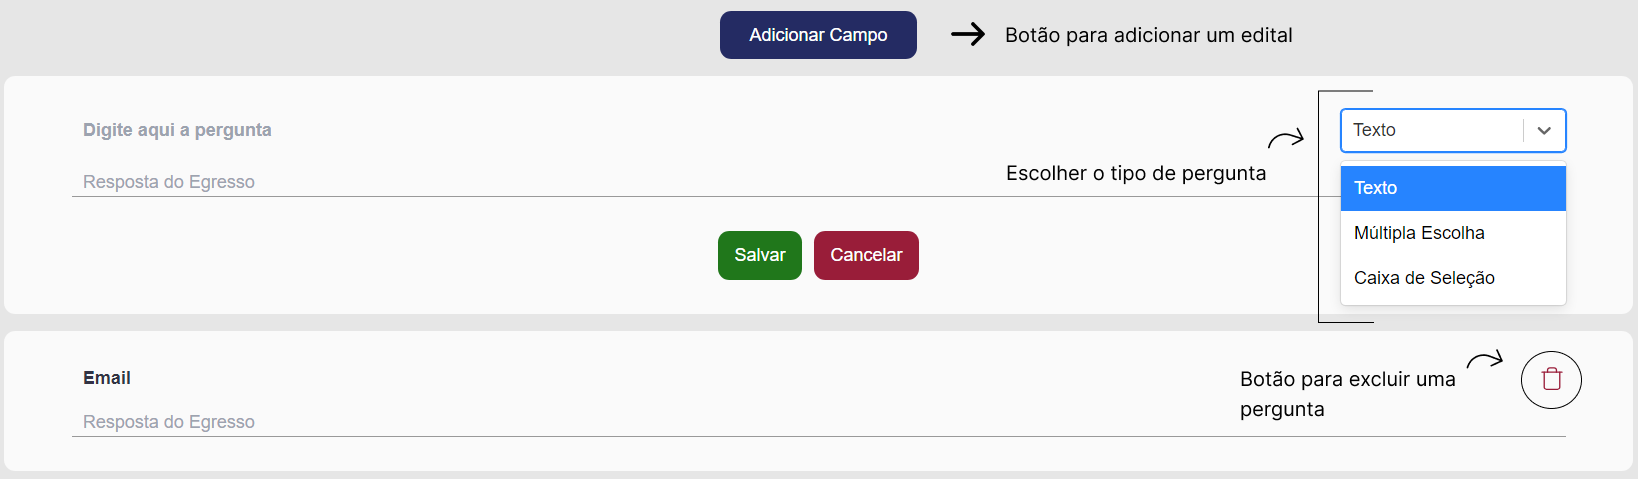 Adicionar Campo
Botão para adicionar um edital
Digite aqui a pergunta
Texto
Escolher o tipo de pergunta
Resposta do Egresso
Texto
Múltipla Escolha
Caixa de Seleção
Salvar
Cancelar
Email
Botão para excluir uma
pergunta
Resposta do Egresso